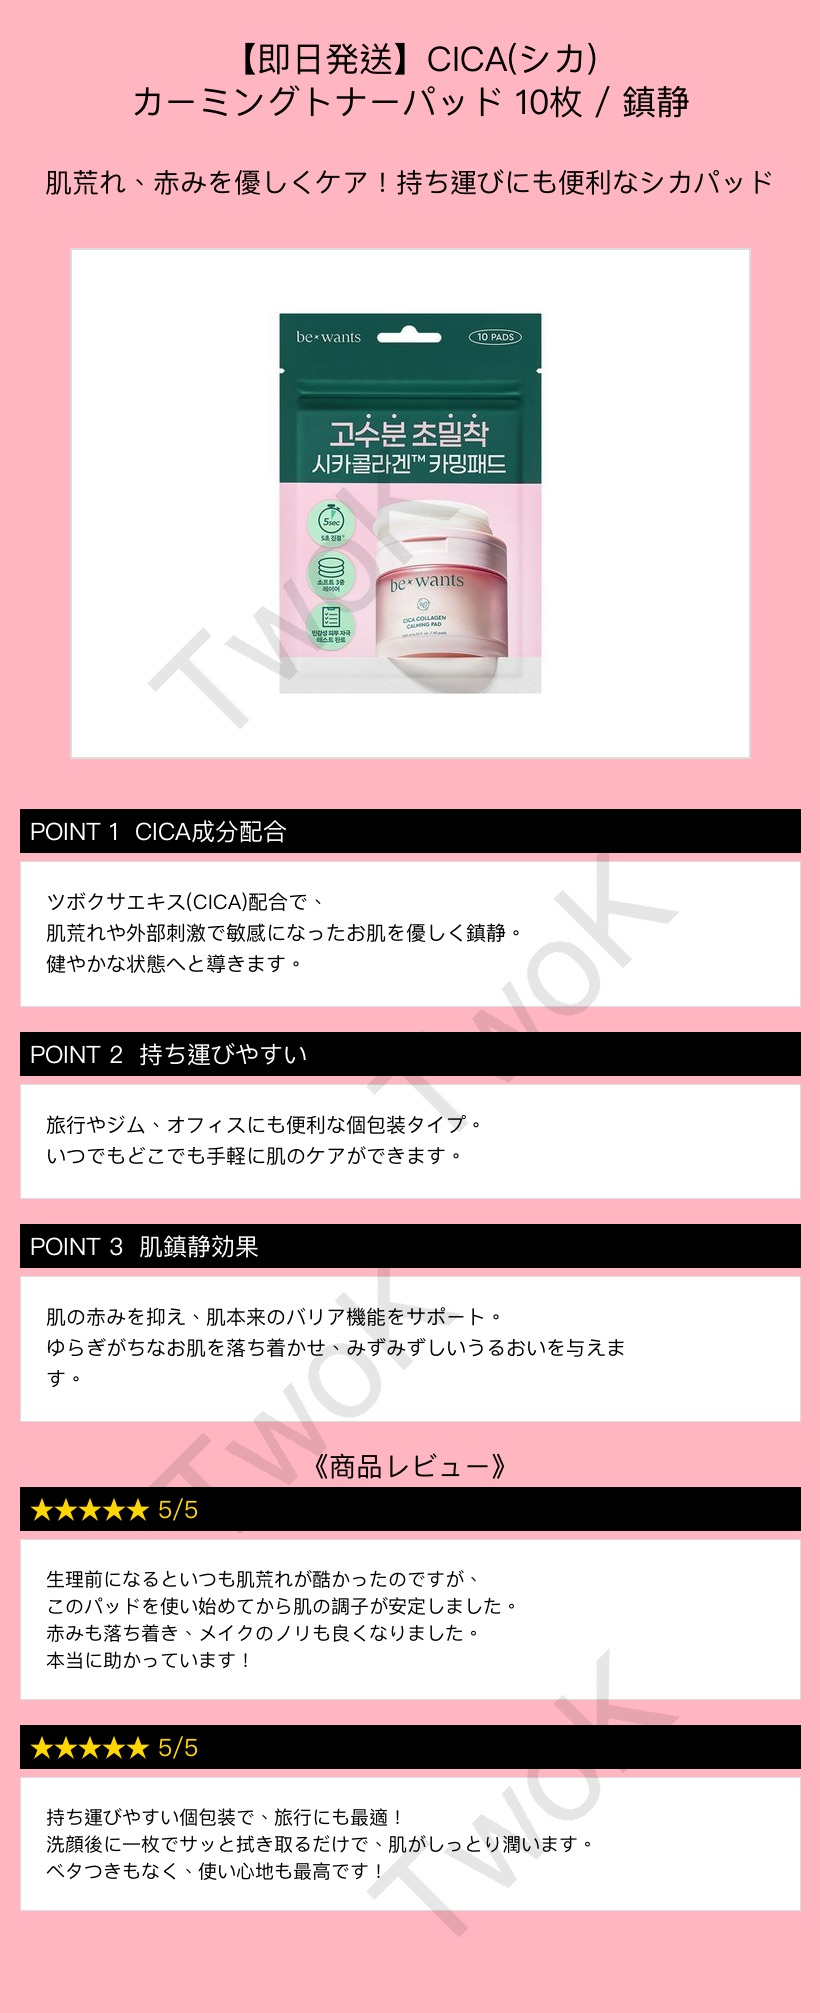 【即日発送】CICA(シカ)
カーミングトナーパッド 10枚 / 鎮静
肌荒れ、赤みを優しくケア！持ち運びにも便利なシカパッド
be wants
10 PADS
고수분 초밀착
시카콜라겐™ 카밍패드
5sec
5초 진정
소프트 3중
레이어
민감성 피부 자극
테스트 완료
be wants
CICA COLLAGEN
CALMING PAD
TwoK
POINT 1 CICA成分配合
ツボクサエキス(CICA)配合で、
肌荒れや外部刺激で敏感になったお肌を優しく鎮静。
健やかな状態へと導きます。
TwoK
POINT 2 持ち運びやすい
旅行やジム、オフィスにも便利な個包装タイプ。
いつでもどこでも手軽に肌のケアができます。
POINT 3 肌鎮静効果
肌の赤みを抑え、肌本来のバリア機能をサポート。
ゆらぎがちなお肌を落ち着かせ、みずみずしいうるおいを与えま
す。
TwoK
《商品レビュー》
★★★★★ 5/5
生理前になるといつも肌荒れが酷かったのですが、
このパッドを使い始めてから肌の調子が安定しました。
赤みも落ち着き、メイクのノリも良くなりました。
本当に助かっています！
★★★★★ 5/5
持ち運びやすい個包装で、旅行にも最適！
洗顔後に一枚でサッと拭き取るだけで、肌がしっとり潤います。
ベタつきもなく、使い心地も最高です！
TwoK